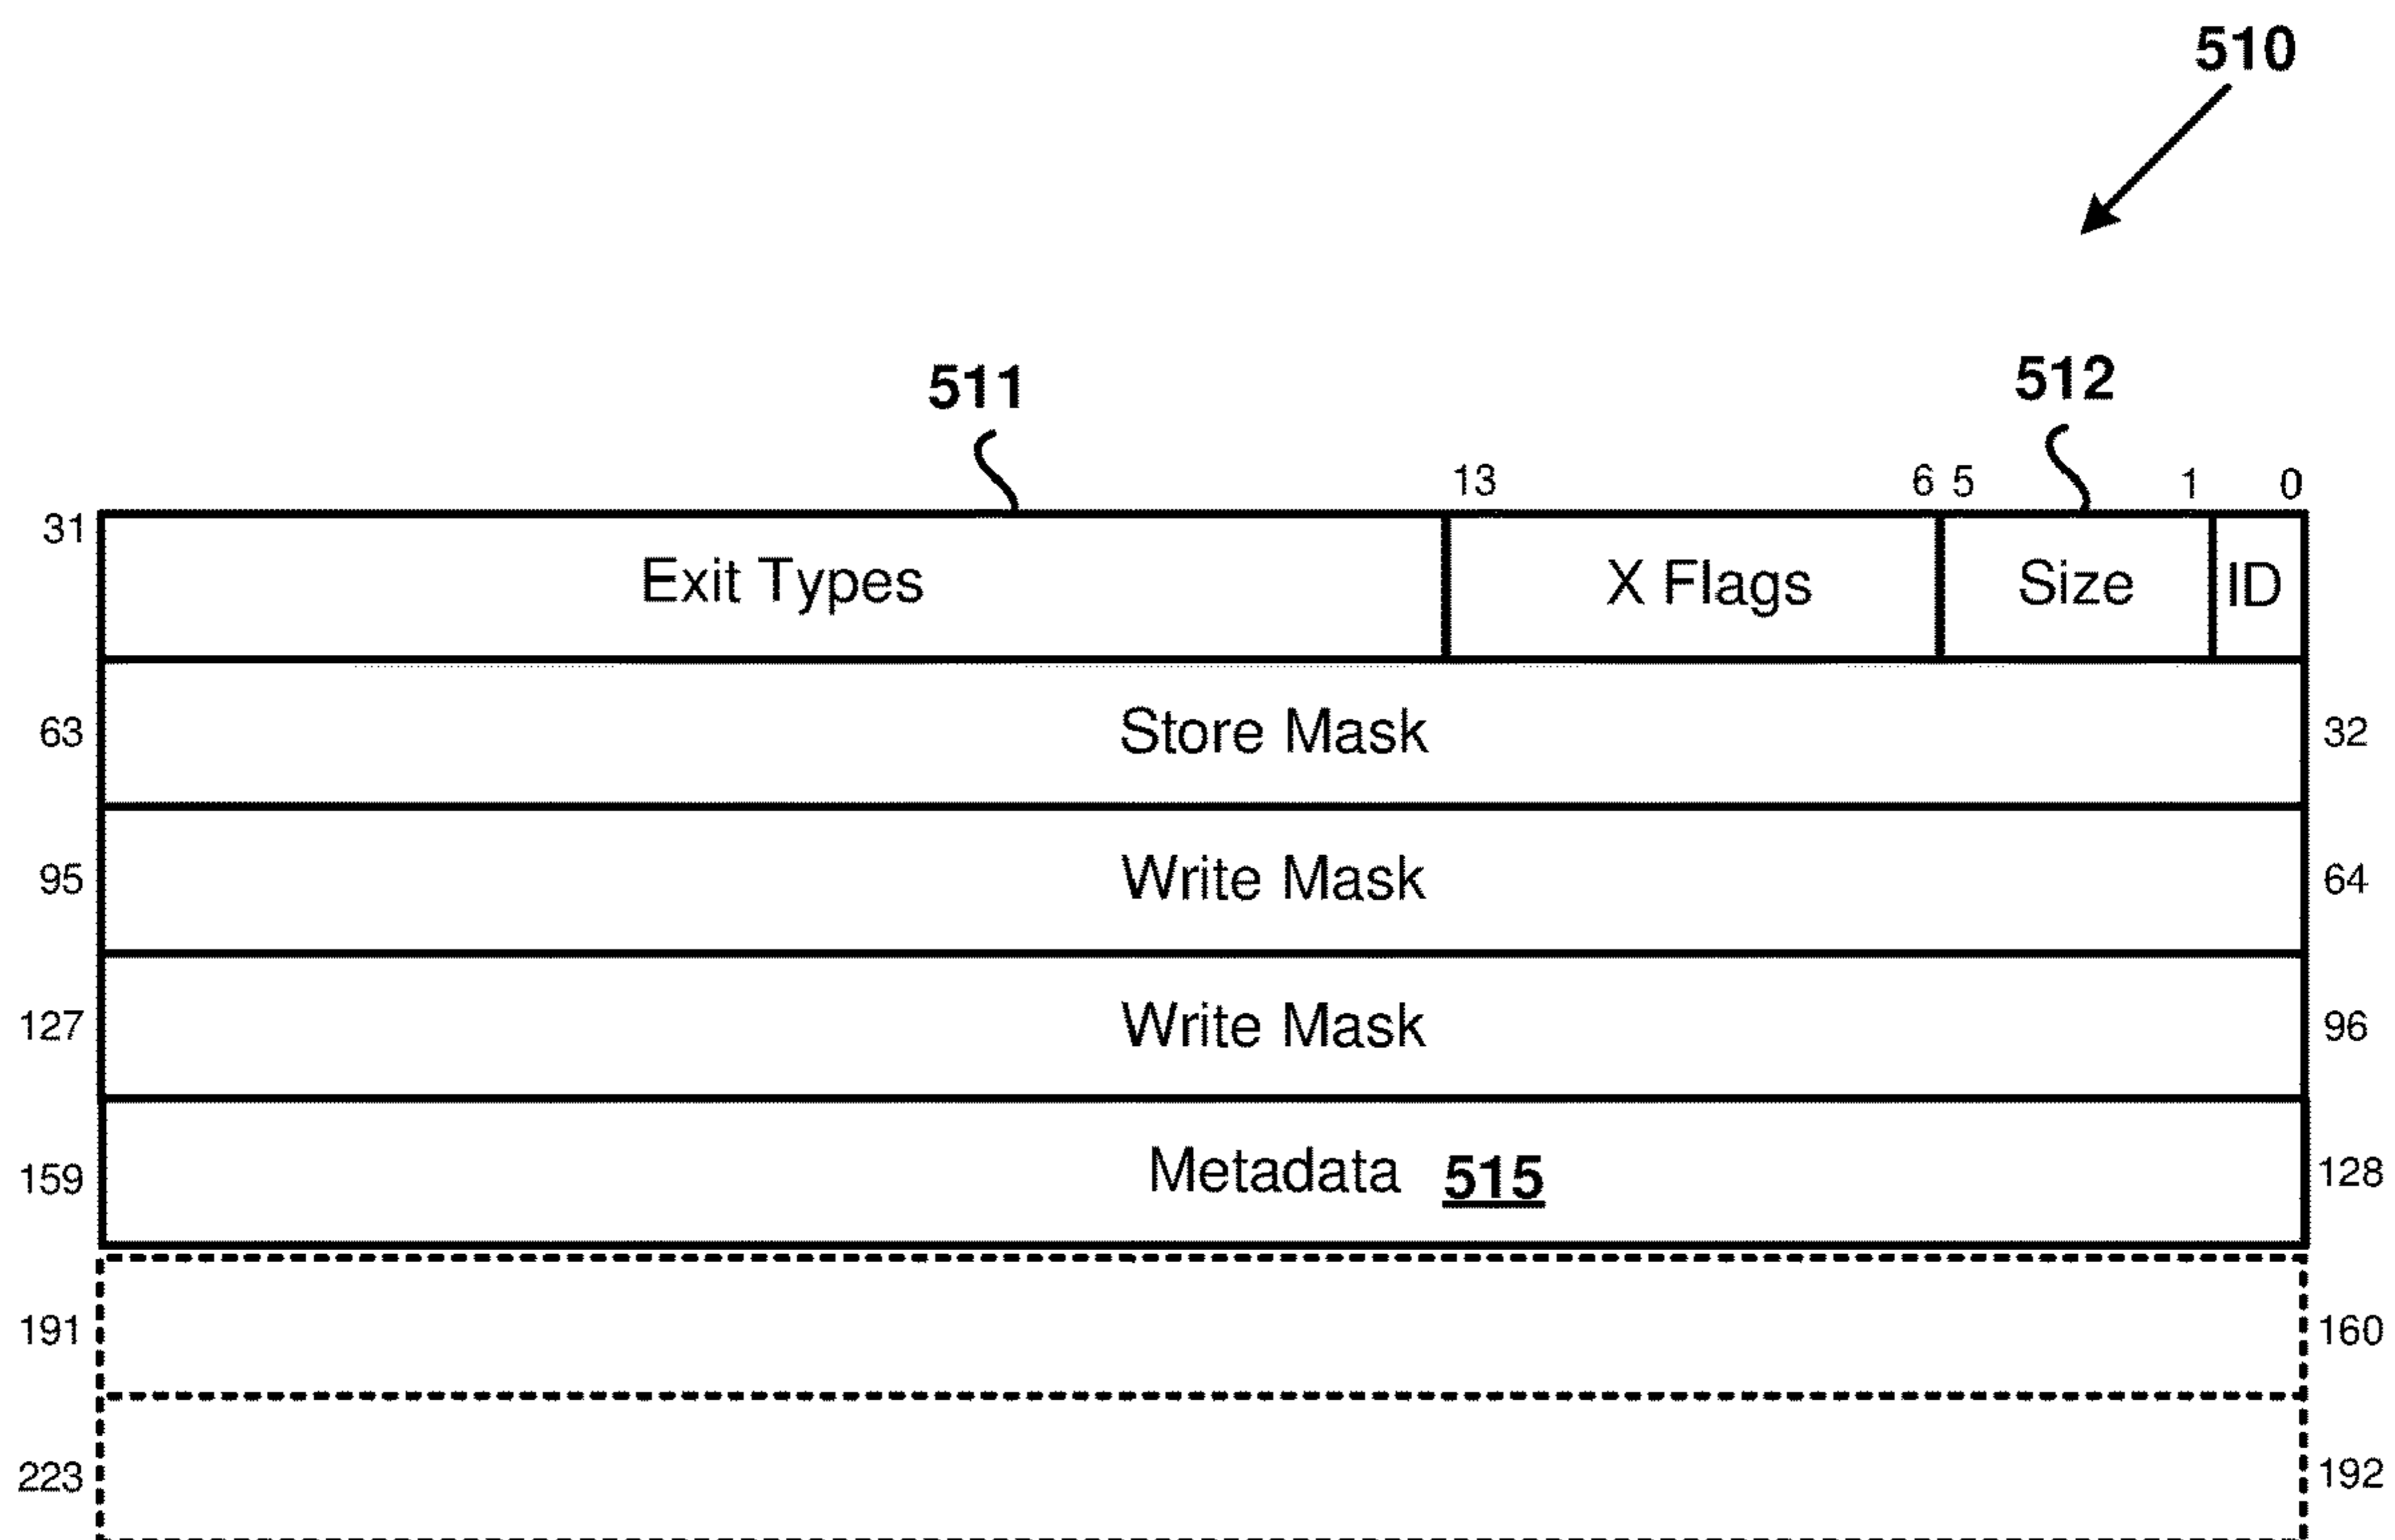 510
511 512
13 6 5 1 0
31 Exit Types X Flags Size ID
63 Store Mask 32
95 Write Mask 64
127 Write Mask 96
159 Metadata 515 128
191 160
223 192